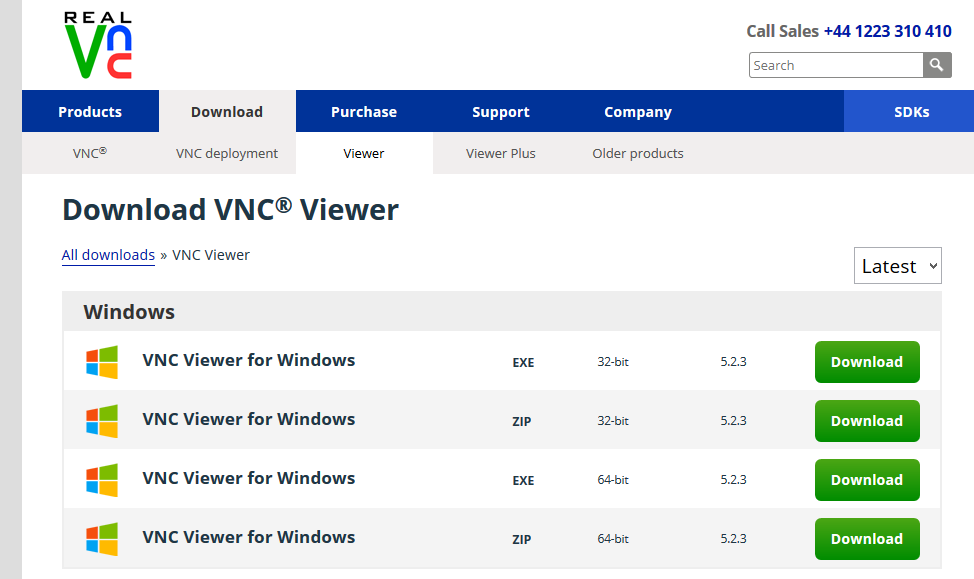 REAL
VNC
Call Sales +44 1223 310 410
Search
Products Download Purchase Support Company SDKs
VNC® VNC deployment Viewer Viewer Plus Older products
Download VNC® Viewer
All downloads » VNC Viewer
Latest
Windows
VNC Viewer for Windows EXE 32-bit 5.2.3 Download
VNC Viewer for Windows ZIP 32-bit 5.2.3 Download
VNC Viewer for Windows EXE 64-bit 5.2.3 Download
VNC Viewer for Windows ZIP 64-bit 5.2.3 Download